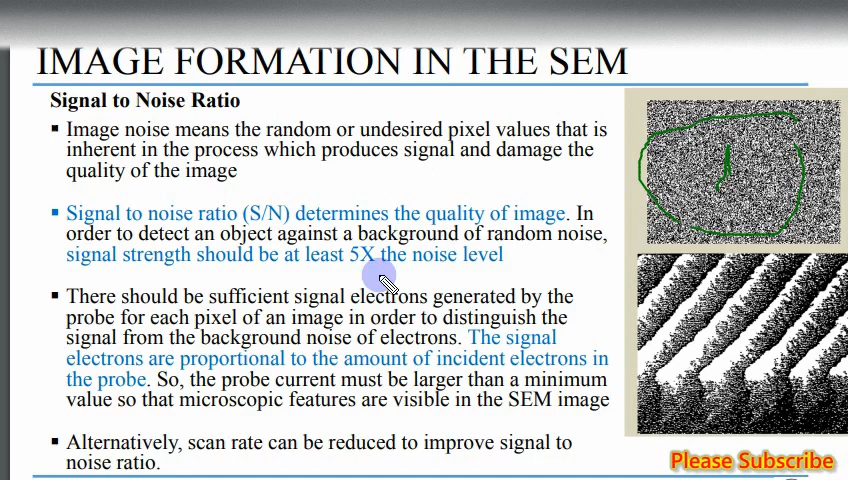 IMAGE FORMATION IN THE SEM
Signal to Noise Ratio
▪ Image noise means the random or undesired pixel values that is
inherent in the process which produces signal and damage the
quality of the image
▪ Signal to noise ratio (S/N) determines the quality of image. In
order to detect an object against a background of random noise,
signal strength should be at least 5X the noise level
▪ There should be sufficient signal electrons generated by the
probe for each pixel of an image in order to distinguish the
signal from the background noise of electrons. The signal
electrons are proportional to the amount of incident electrons in
the probe. So, the probe current must be larger than a minimum
value so that microscopic features are visible in the SEM image
▪ Alternatively, scan rate can be reduced to improve signal to
noise ratio.
Please Subscribe